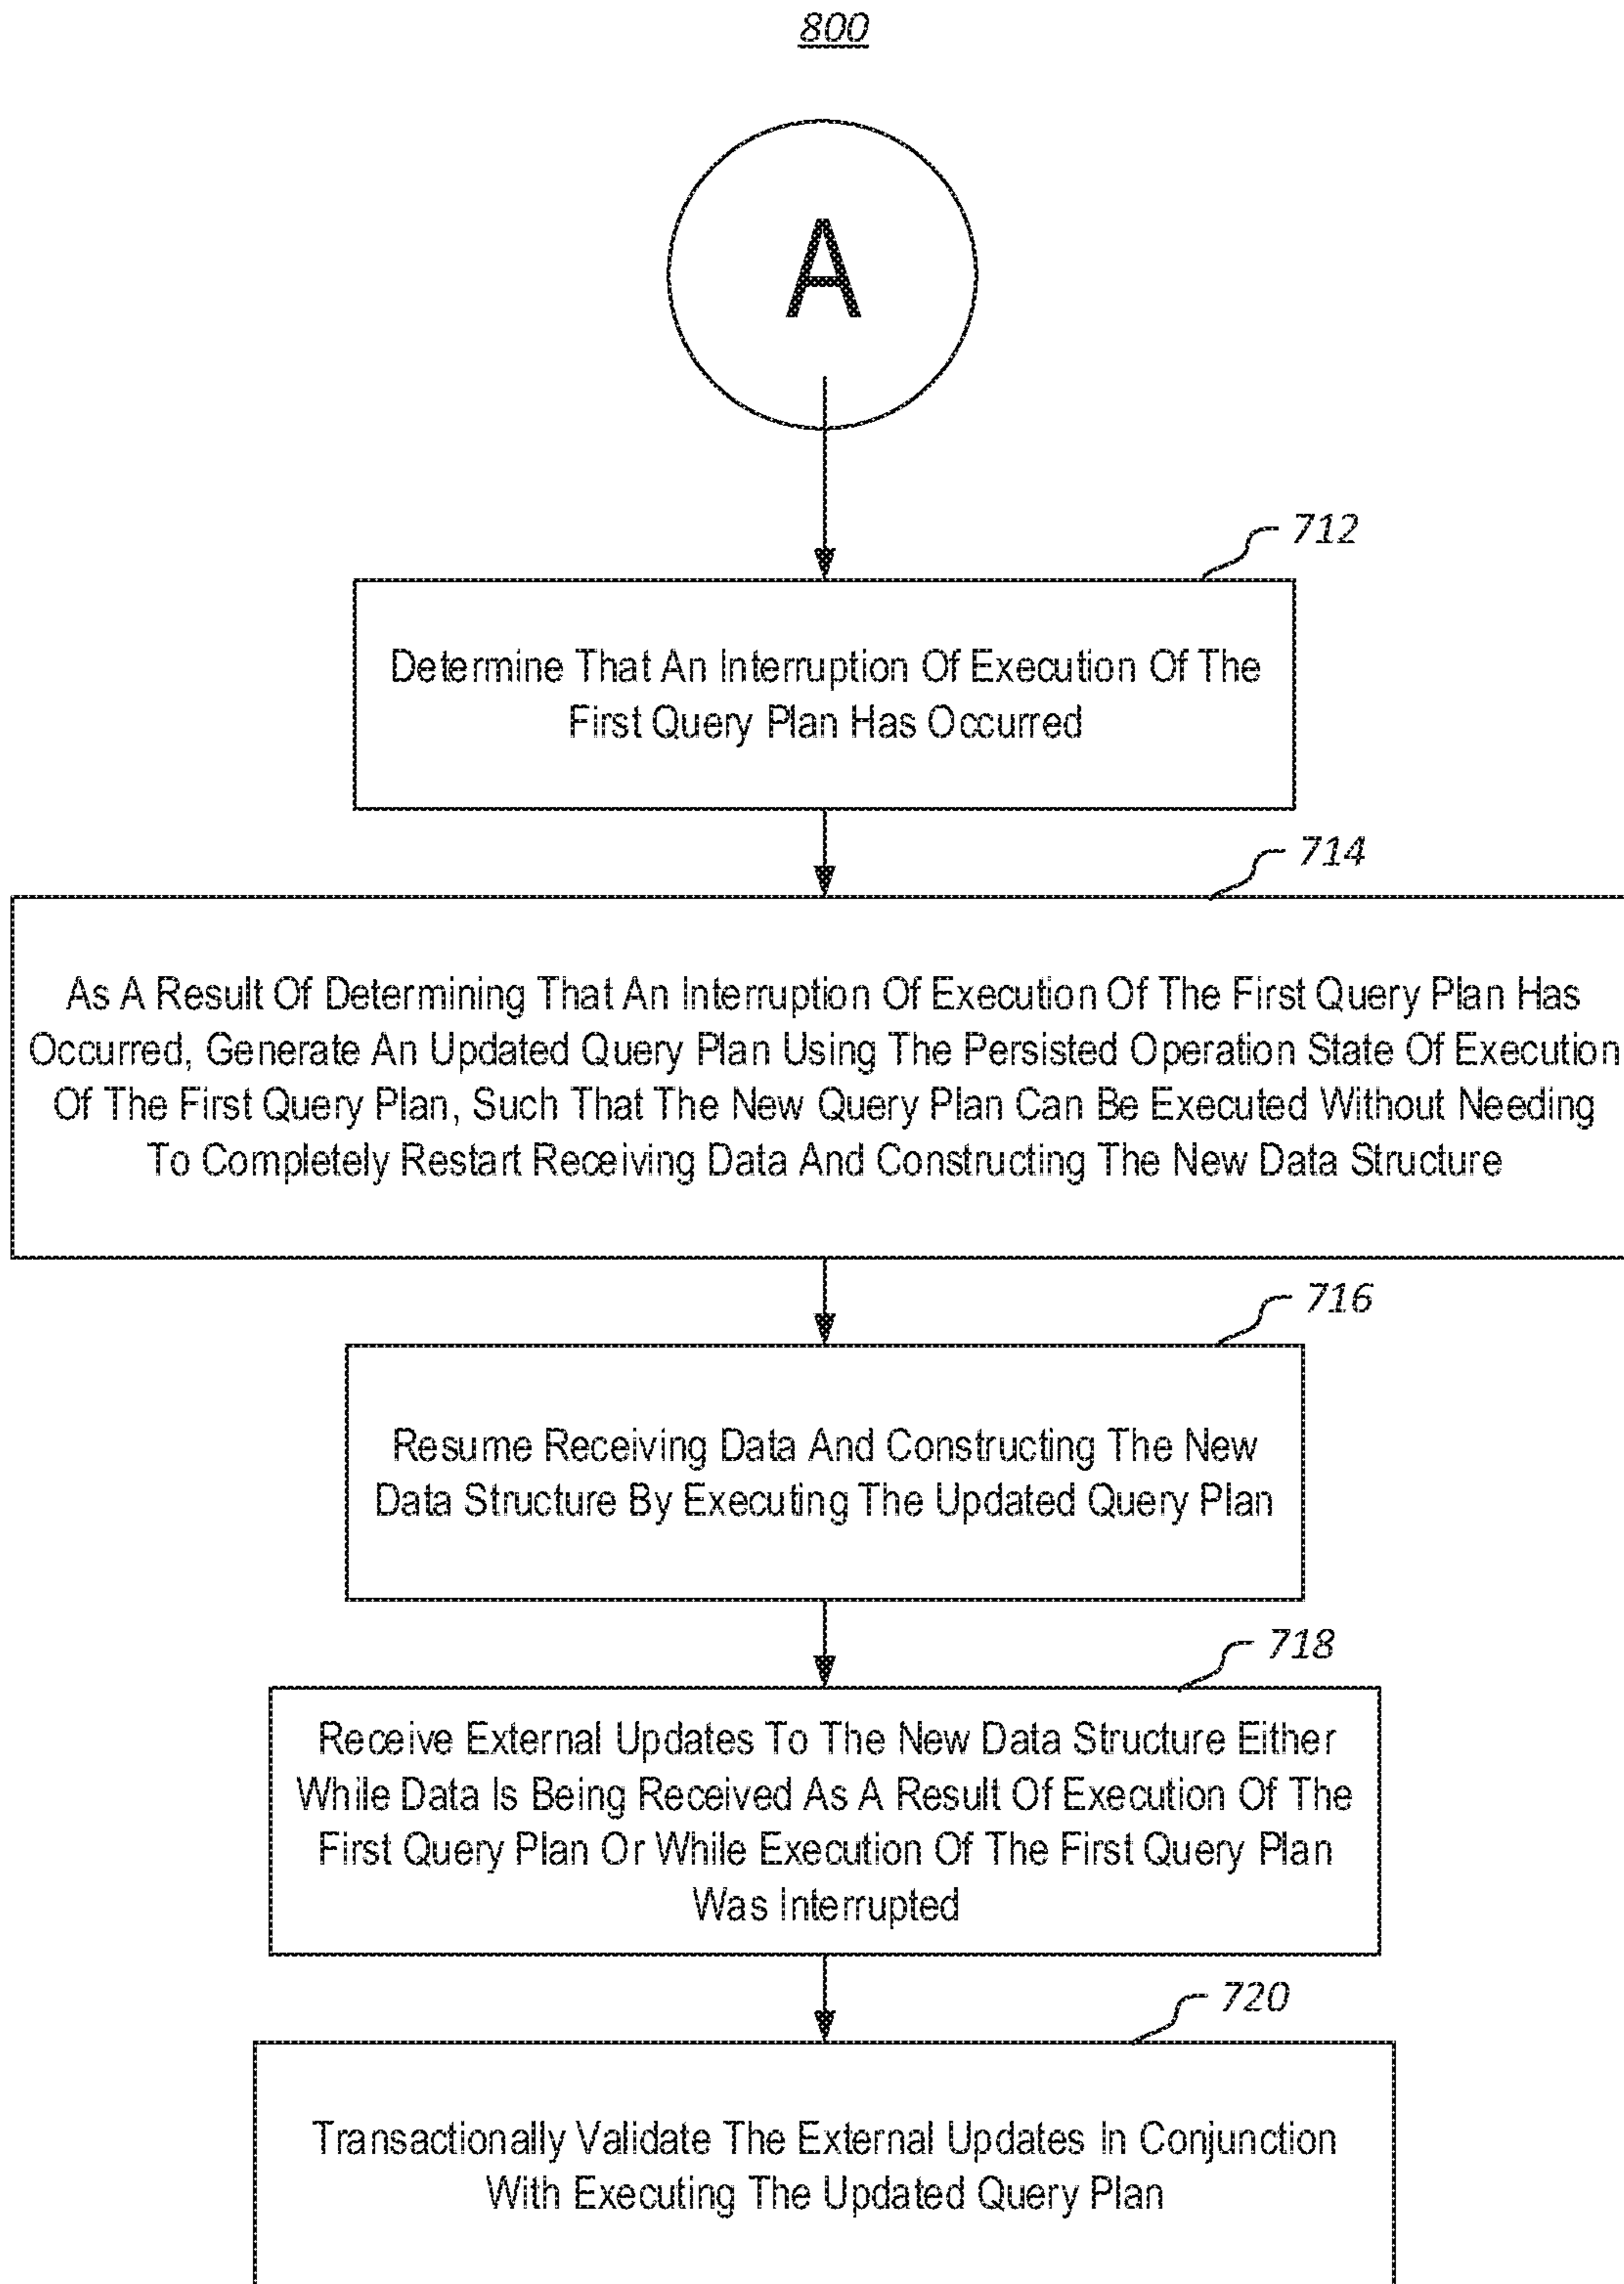 800
A
712
Determine That An Interruption Of Execution Of The
First Query Plan Has Occurred
714
As A Result Of Determining That An Interruption Of Execution Of The First Query Plan Has
Occurred, Generate An Updated Query Plan Using The Persisted Operation State Of Execution
Of The First Query Plan, Such That The New Query Plan Can Be Executed Without Needing
To Completely Restart Receiving Data And Constructing The New Data Structure
716
Resume Receiving Data And Constructing The New
Data Structure By Executing The Updated Query Plan
718
Receive External Updates To The New Data Structure Either
While Data Is Being Received As A Result Of Execution Of The
First Query Plan Or While Execution Of The First Query Plan
Was Interrupted
720
Transactionally Validate The External Updates In Conjunction
With Executing The Updated Query Plan